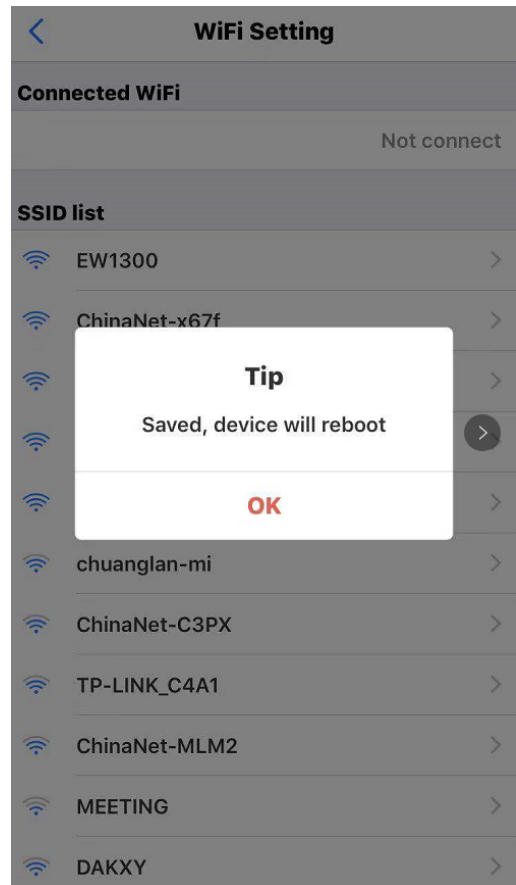 WiFi Setting
Connected WiFi
Not connect
SSID list
EW1300
ChinaNet-x67f
Tip
Saved, device will reboot
OK
chuanglan-mi
ChinaNet-C3PX
TP-LINK_C4A1
ChinaNet-MLM2
MEETING
DAKXY